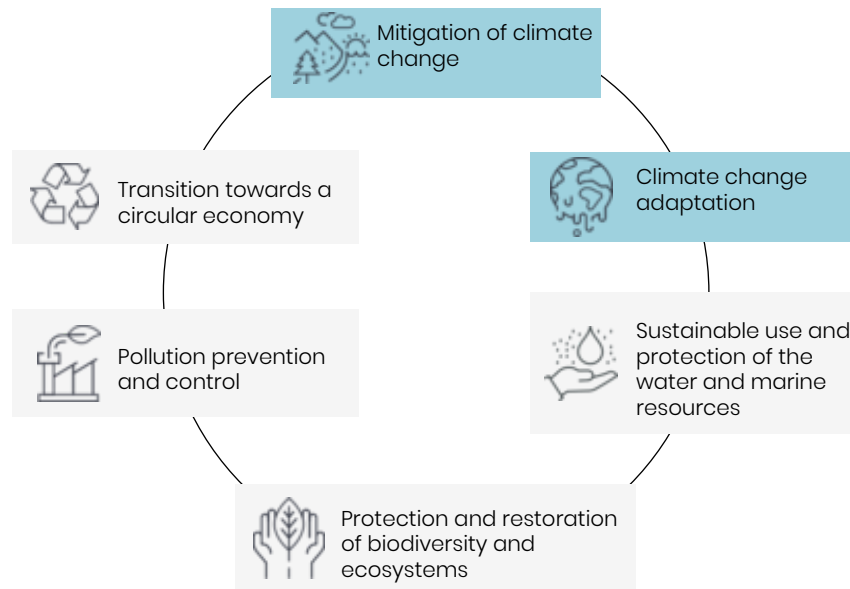 Mitigation of climate
change
Climate change
adaptation
Sustainable use and
protection of the
water and marine
resources
Protection and restoration
of biodiversity and
ecosystems
Pollution prevention
and control
Transition towards a
circular economy